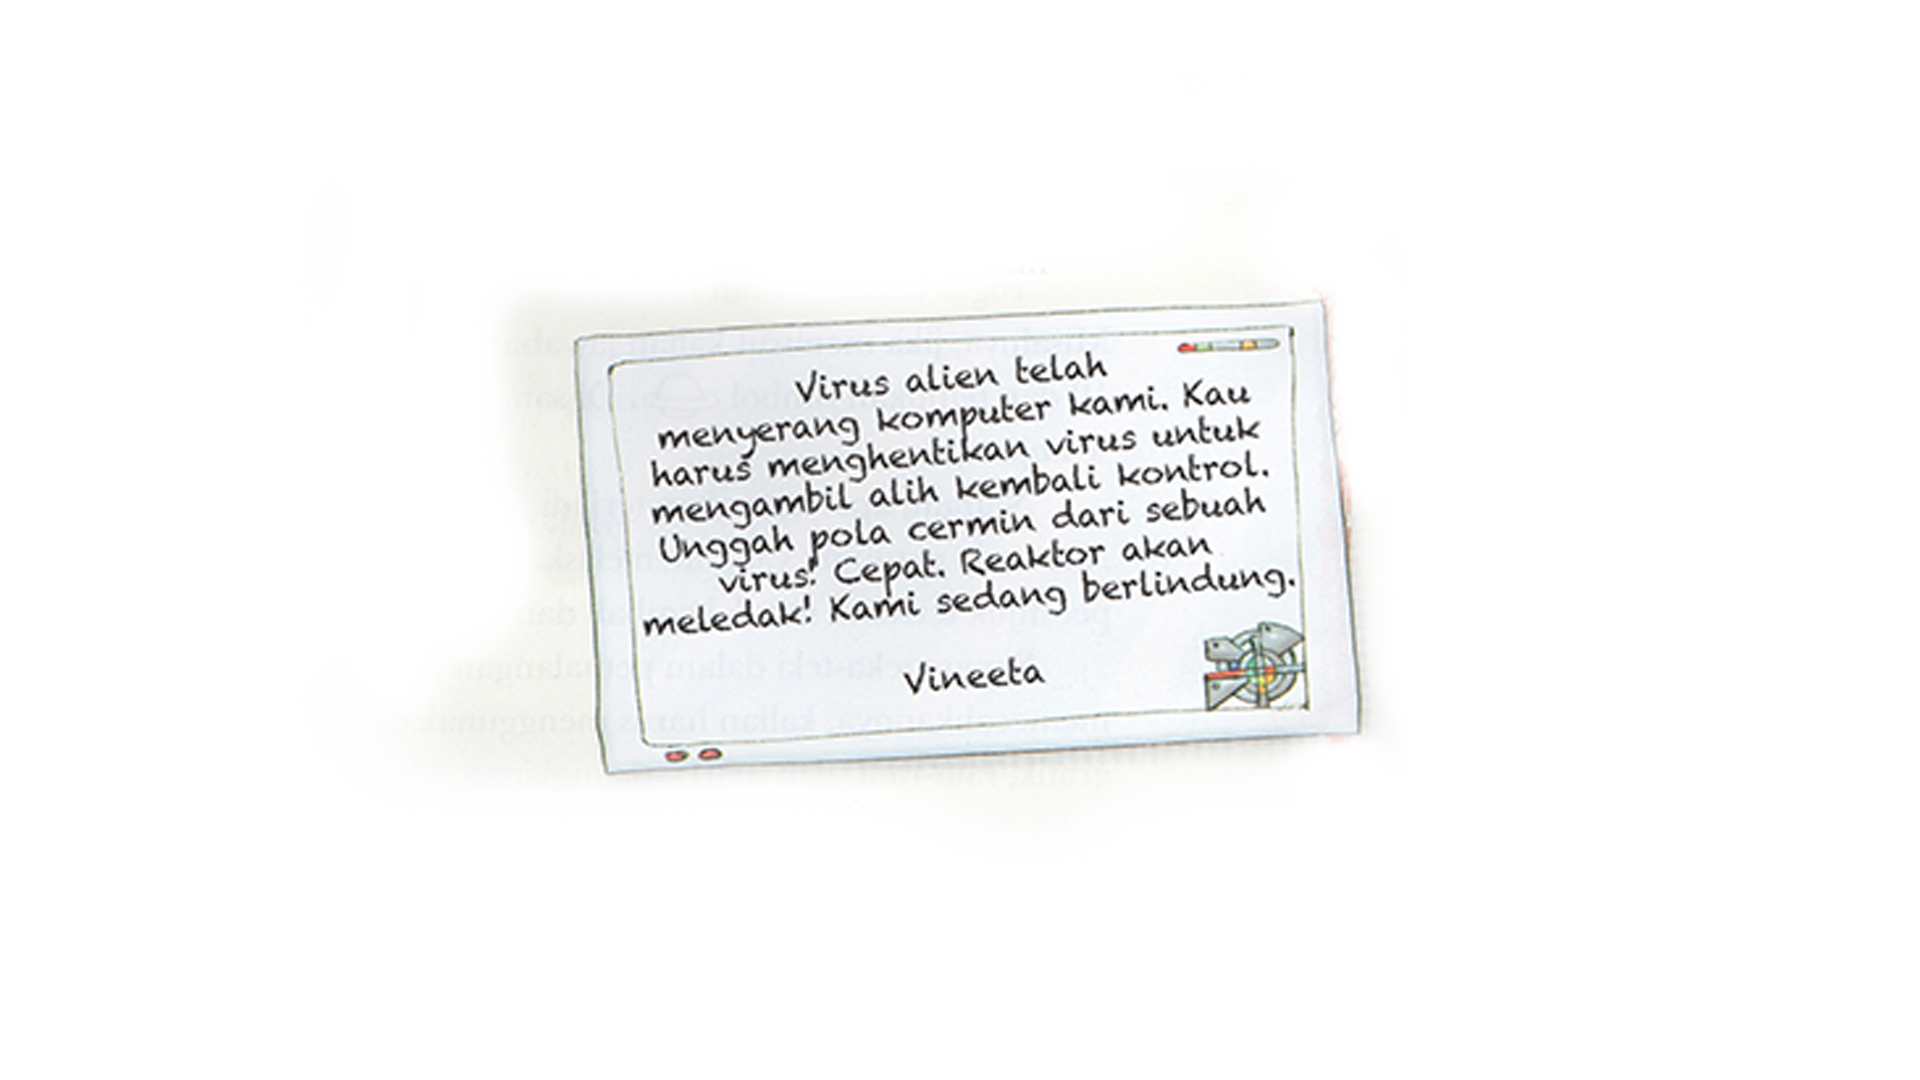 Virus alien telah
menyerang komputer kami. Kau
harus menghentikan virus untuk
mengambil alih kembali kontrol.
Unggah pola cermin dari sebuah
virus! Cepat. Reaktor akan
meledak! Kami sedang berlindung.
Vineeta